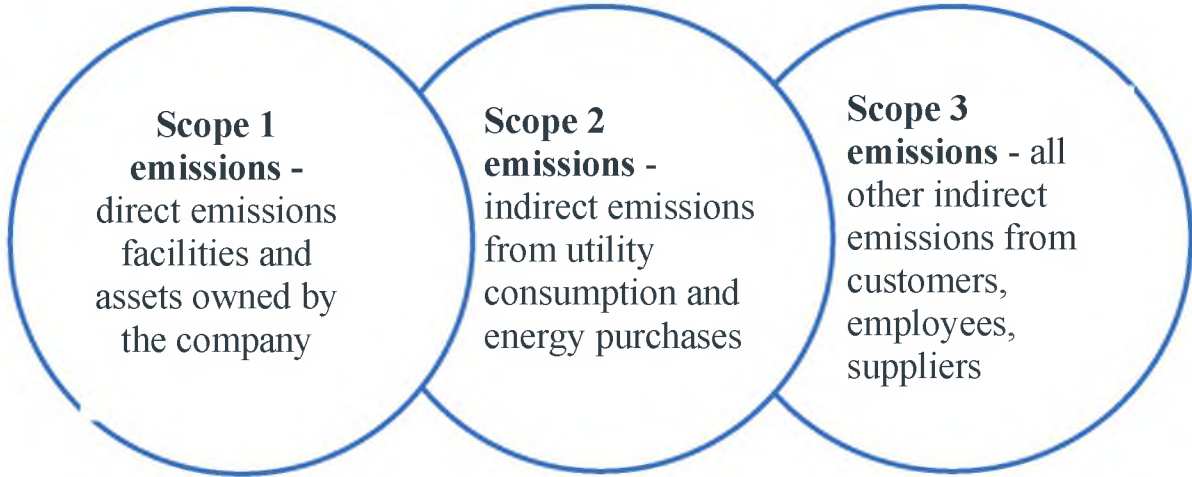 Scope 1
emissions -
direct emissions
facilities and
assets owned by
the company
Scope 2
emissions -
indirect emissions
from utility
consumption and
energy purchases
Scope 3
emissions - all
other indirect
emissions from
customers,
employees,
suppliers